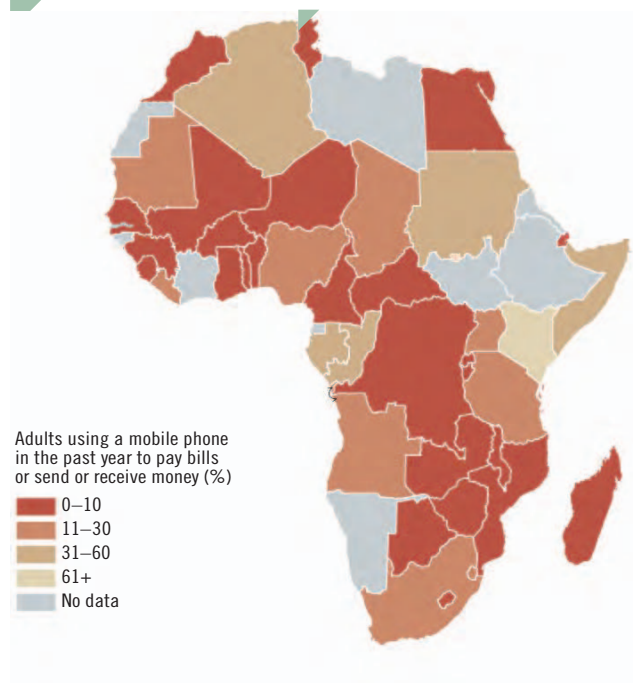 Adults using a mobile phone
in the past year to pay bills
or send or receive money (%)
0–10
11–30
31–60
61+
No data